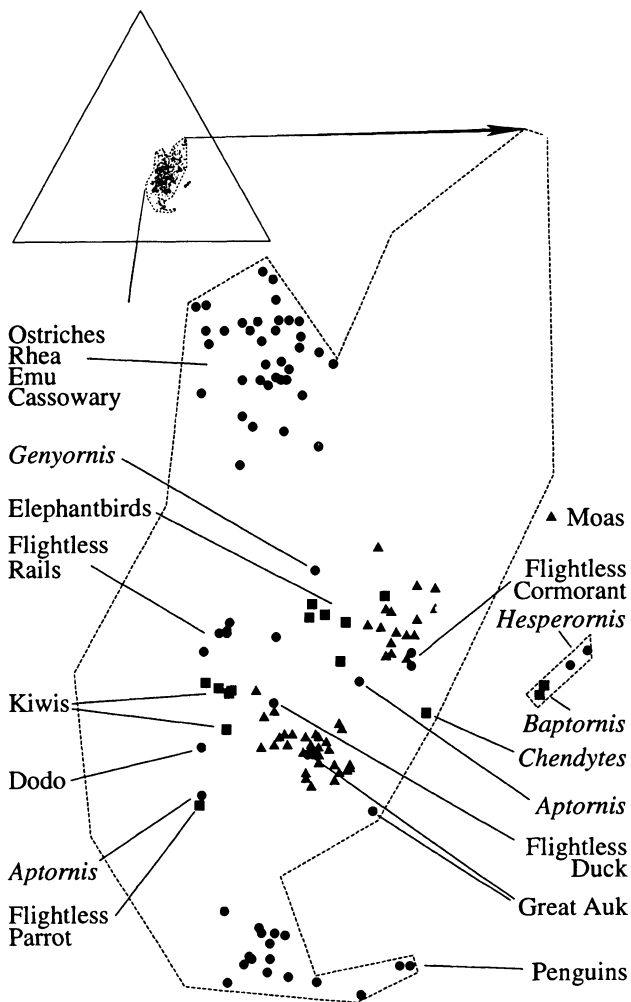 Ostriches
Rhea
Emu
Cassowary
Genyornis
Elephantbirds
Flightless
Rails
Kiwis
Dodo
Aptornis
Flightless
Parrot
Moas
Flightless
Cormorant
Hesperornis
Baptornis
Chendytes
Aptornis
Flightless
Duck
Great Auk
Penguins